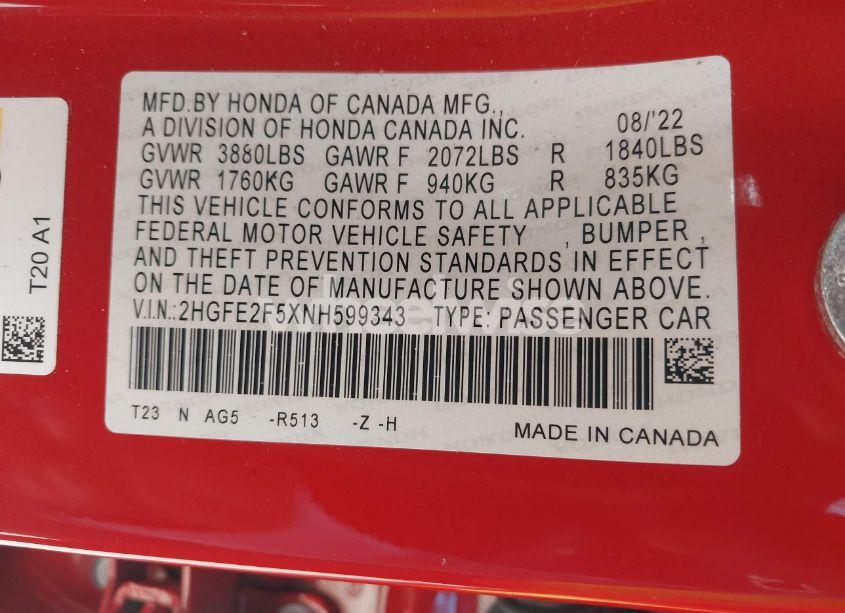 MFD.BY HONDA OF CANADA MFG.,
A DIVISION OF HONDA CANADA INC. 08/'22
GVWR 3880LBS GAWR F 2072LBS R 1840LBS
GVWR 1760KG GAWR F 940KG R 835KG
THIS VEHICLE CONFORMS TO ALL APPLICABLE
FEDERAL MOTOR VEHICLE SAFETY , BUMPER ,
AND THEFT PREVENTION STANDARDS IN EFFECT
ON THE DATE OF MANUFACTURE SHOWN ABOVE.
V.I.N.:2HGFE2F5XNH599343 TYPE: PASSENGER CAR
T23 N AG5 -R513 -Z -H
MADE IN CANADA
T20 A1